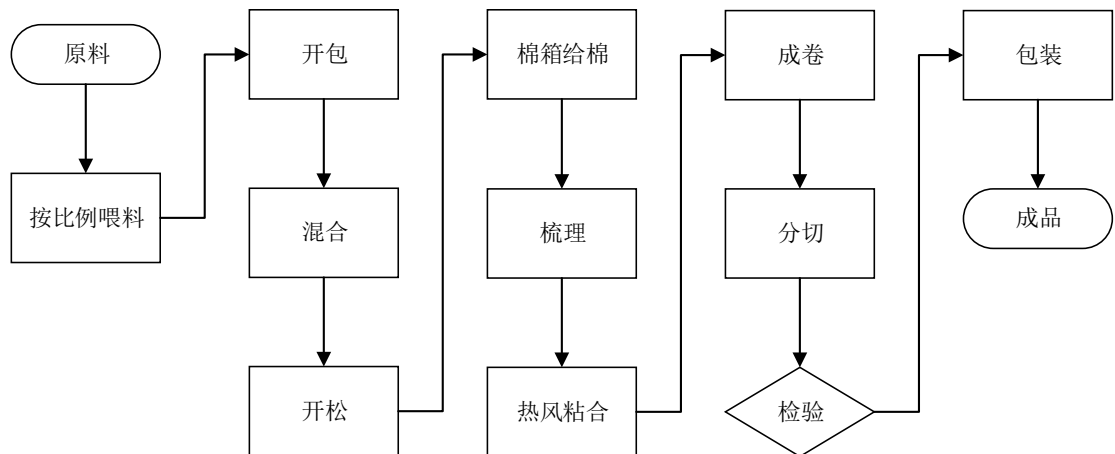 原料
按比例喂料
开包
混合
开松
棉箱给棉
梳理
热风粘合
成卷
分切
检验
包装
成品